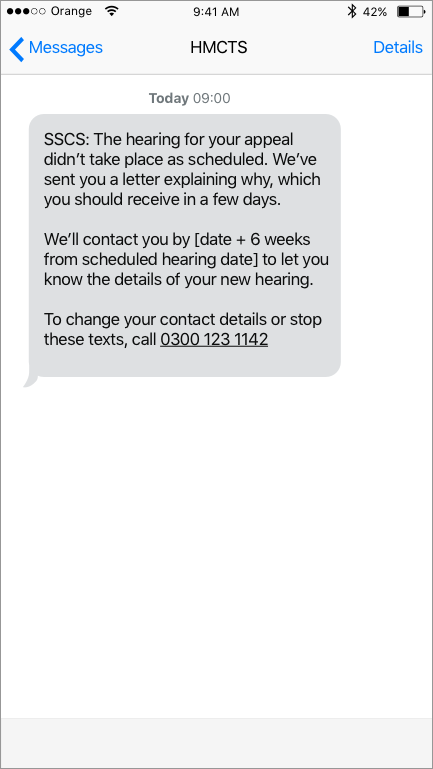 Orange 9:41 AM 42%
Messages HMCTS Details
Today 09:00
SSCS: The hearing for your appeal
didn’t take place as scheduled. We’ve
sent you a letter explaining why, which
you should receive in a few days.
We’ll contact you by [date + 6 weeks
from scheduled hearing date] to let you
know the details of your new hearing.
To change your contact details or stop
these texts, call 0300 123 1142